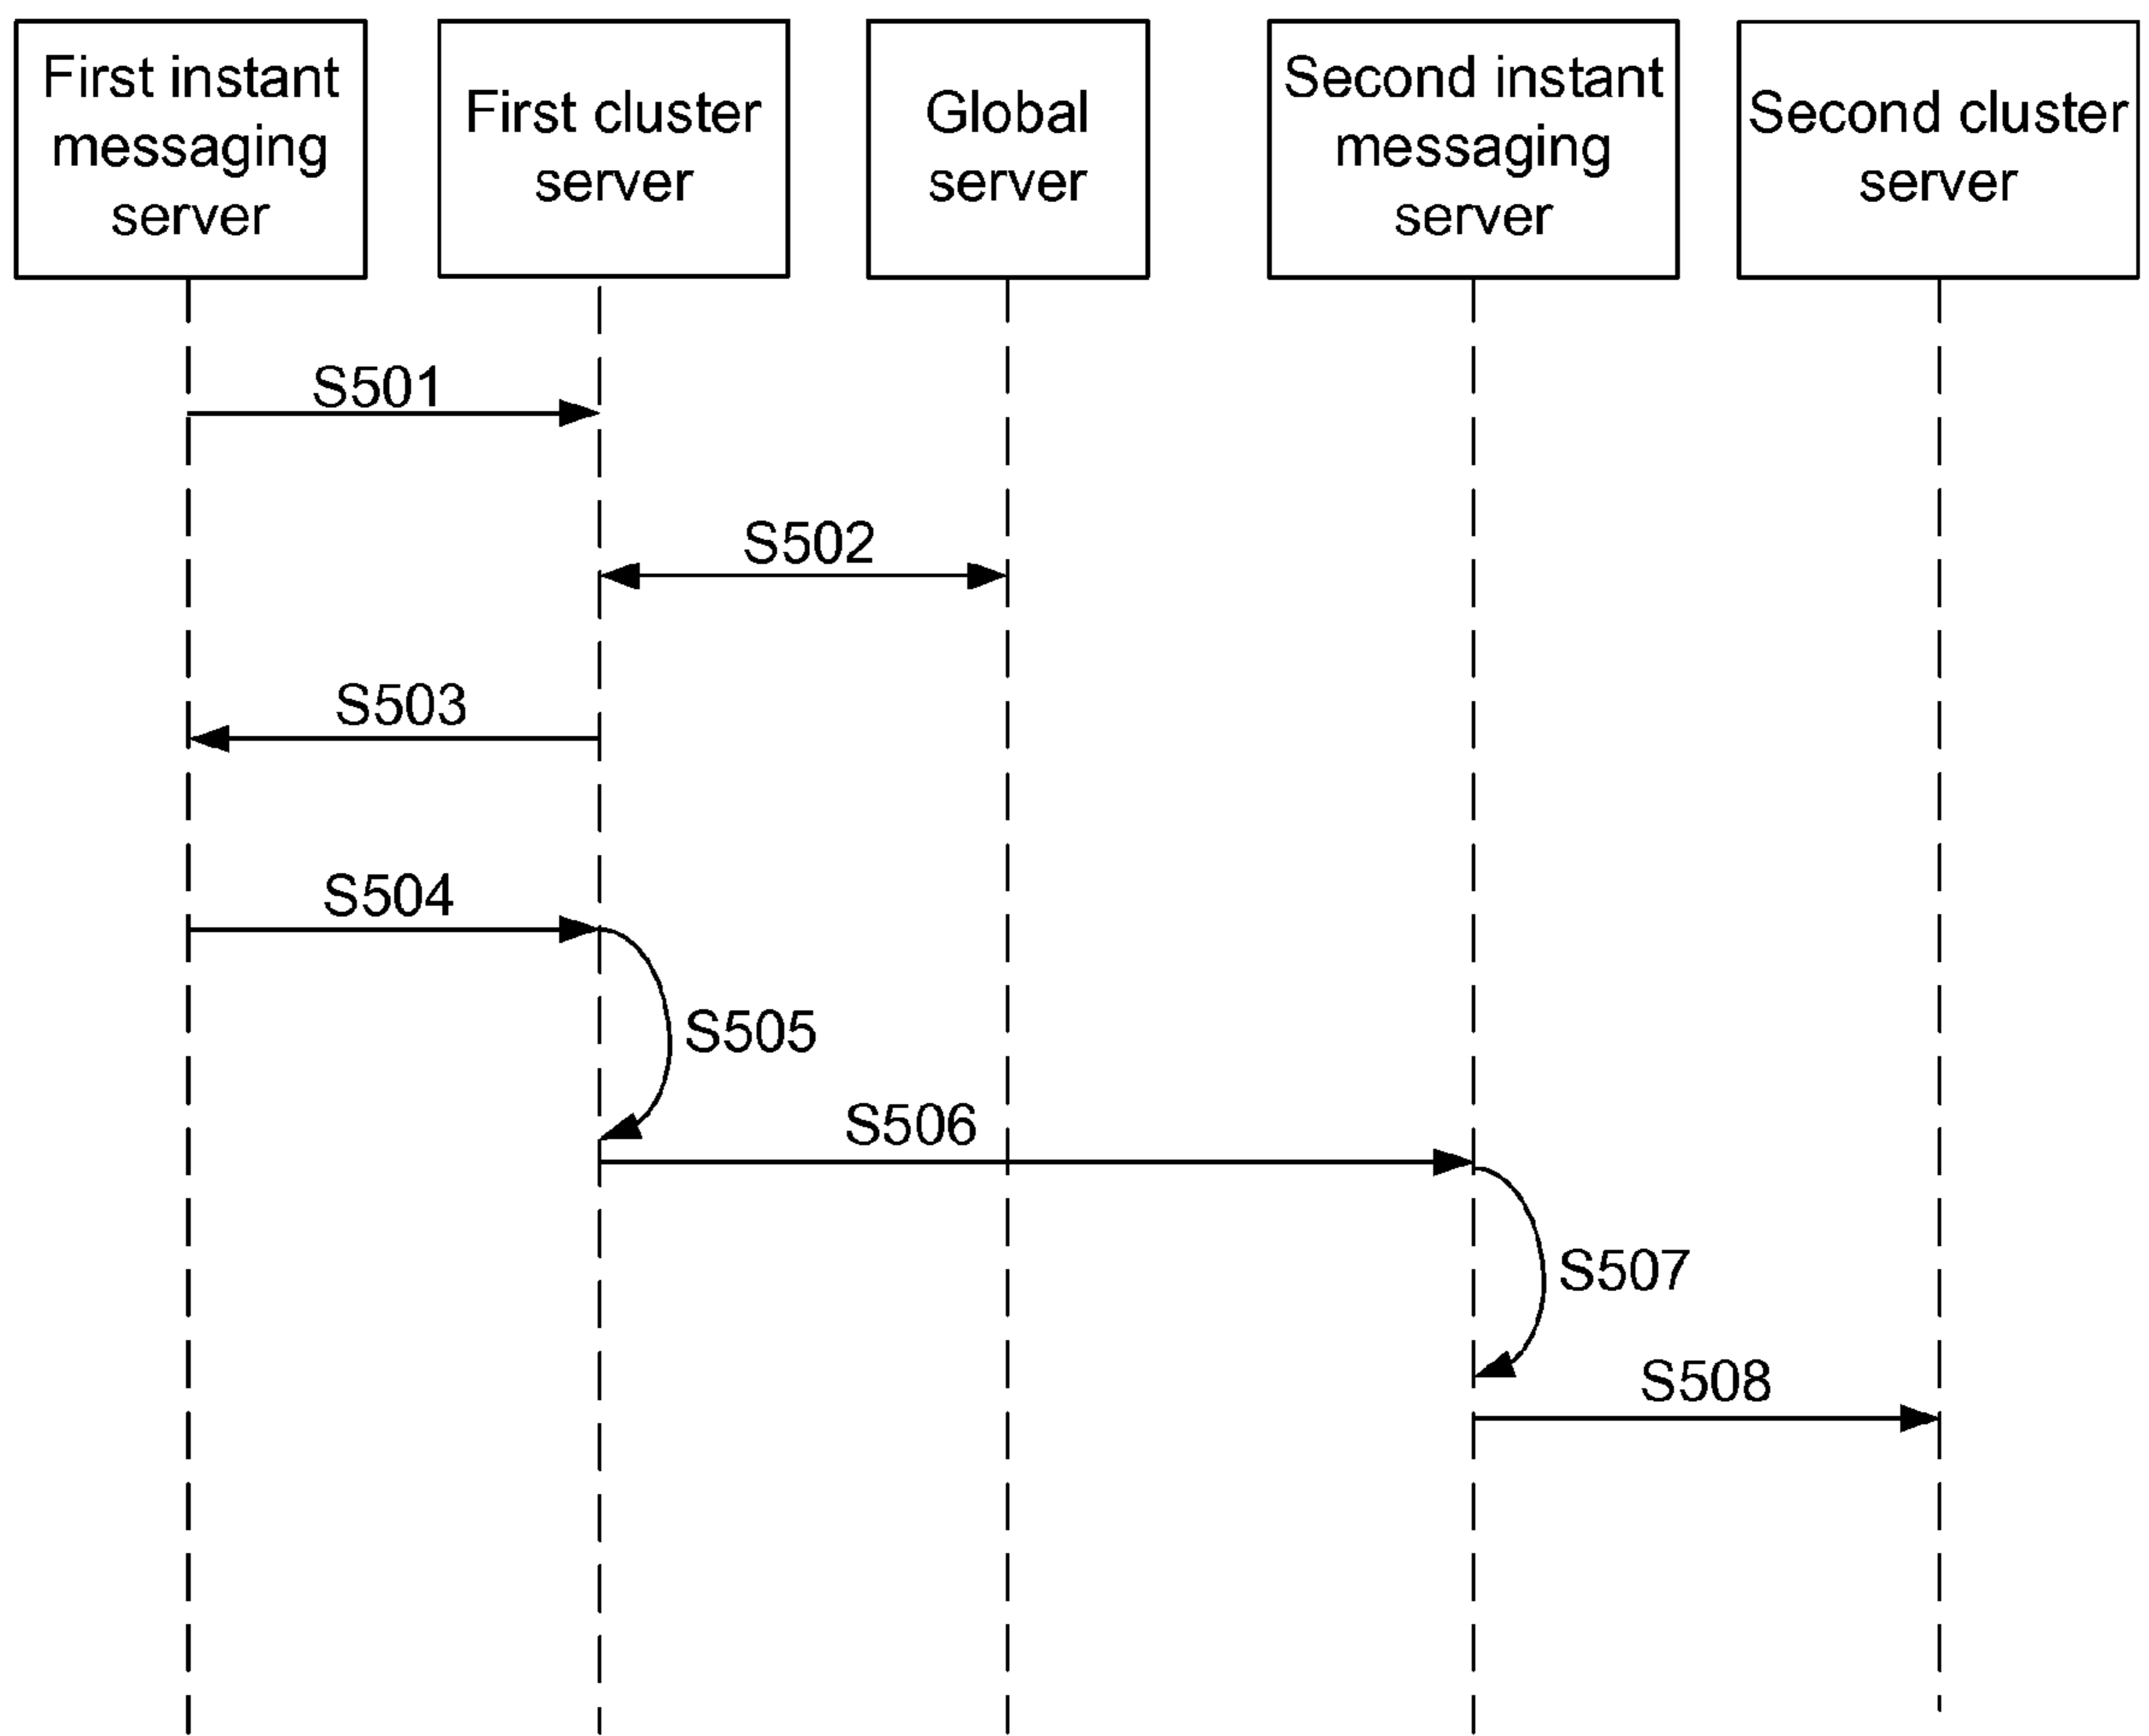 First instant
messaging
server
First cluster
server
Global
server
Second instant
messaging
server
Second cluster
server
S501
S502
S503
S504
S505
S506
S507
S508